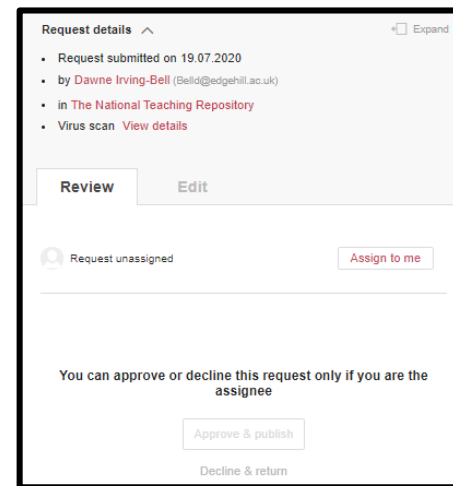 Request details
Expand
Request submitted on 19.07.2020
by Dawne Irving-Bell (Belld@edgehill.ac.uk)
in The National Teaching Repository
Virus scan View details
Review Edit
Request unassigned
Assign to me
You can approve or decline this request only if you are the
assignee
Approve & publish
Decline & return